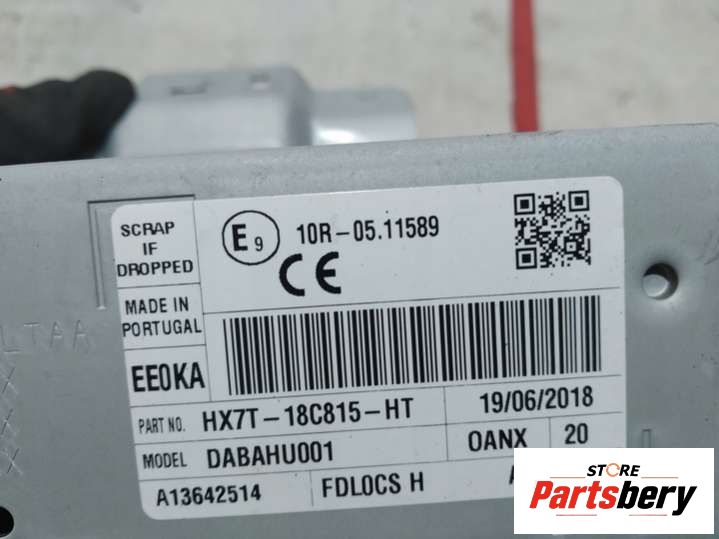 SCRAP
IF
DROPPED
E9
10R-05.11589
CE
MADE IN
PORTUGAL
EE0KA
PART NO. HX7T-18C815-HT 19/06/2018
MODEL DABAHU001 OANX 20
A13642514 FDL0CS H A
LTAA
STORE
Partsbery